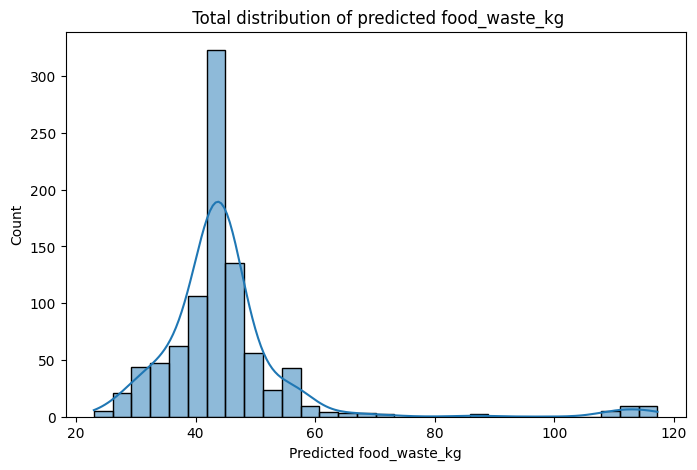 Total distribution of predicted food_waste_kg
300
250
200
150
100
50
0
Count
20 40 60 80 100 120
Predicted food_waste_kg